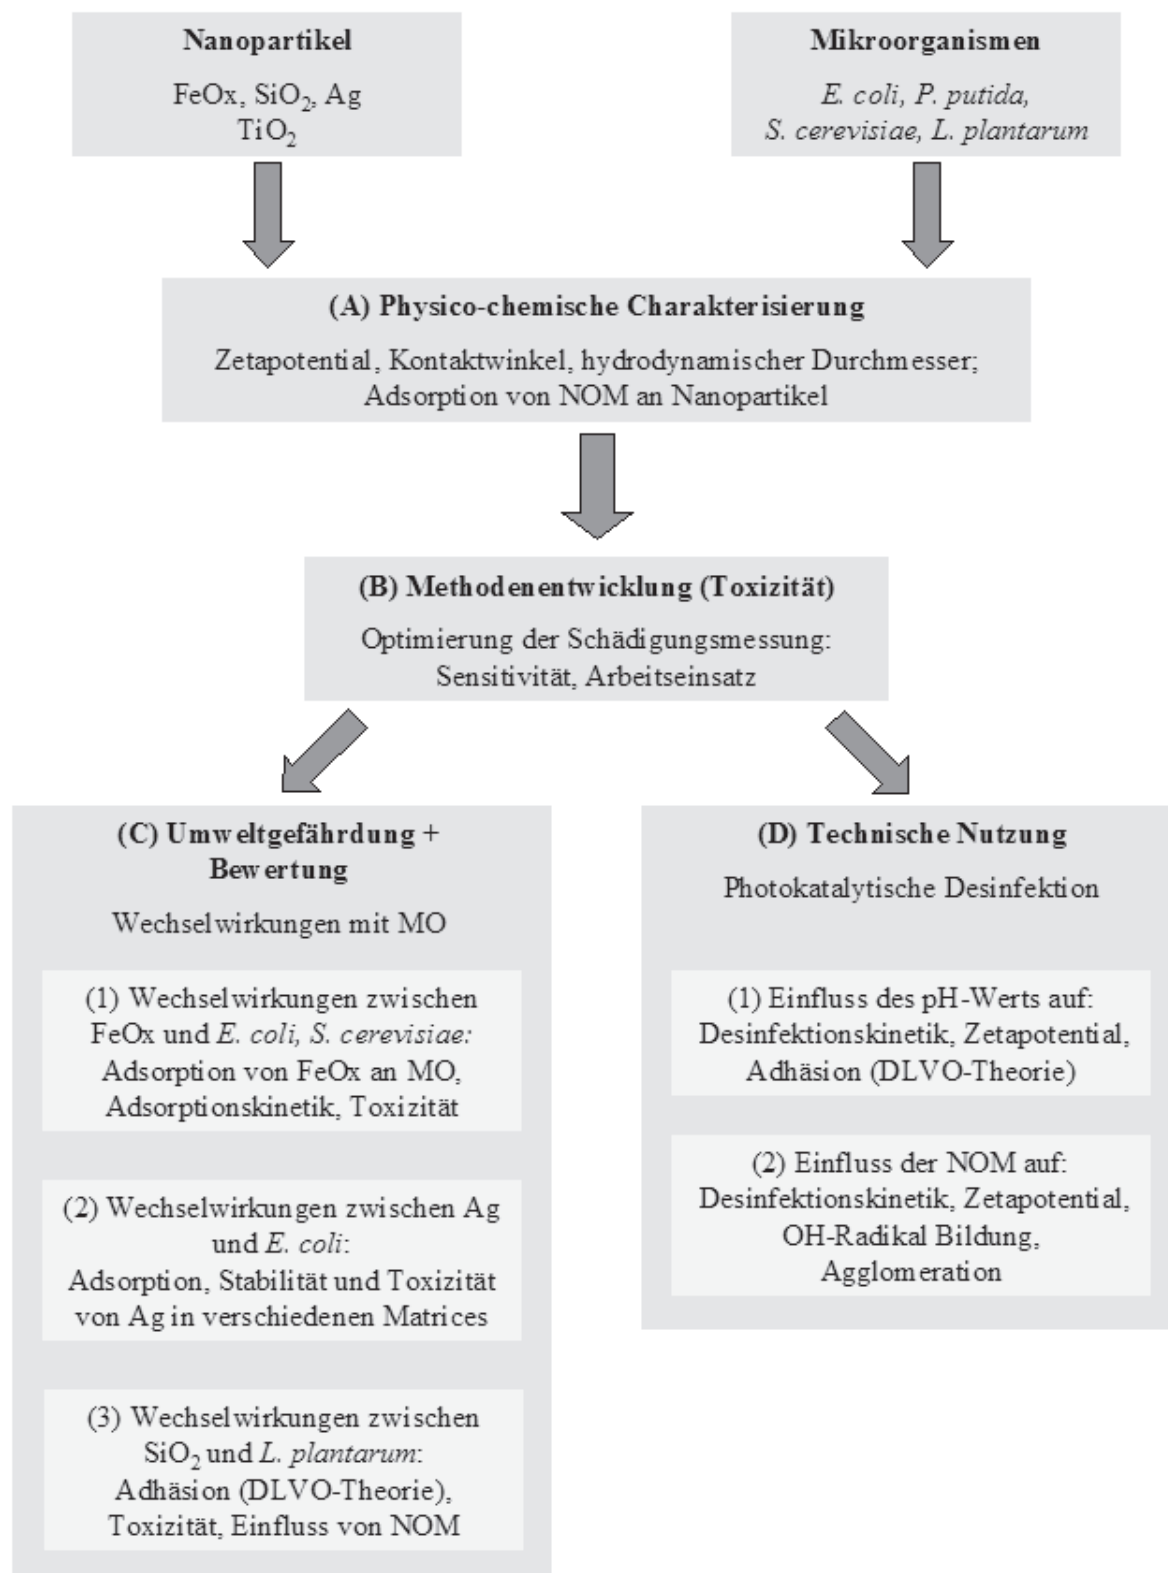 Nanopartikel
FeOx, SiO₂, Ag
TiO₂
Mikroorganismen
E. coli, P. putida,
S. cerevisiae, L. plantarum
(A) Physico-chemische Charakterisierung
Zetapotential, Kontaktwinkel, hydrodynamischer Durchmesser;
Adsorption von NOM an Nanopartikel
(B) Methodenentwicklung (Toxizität)
Optimierung der Schädigungsmessung:
Sensitivität, Arbeitseinsatz
(C) Umweltgefährdung +
Bewertung
Wechselwirkungen mit MO
(1) Wechselwirkungen zwischen
FeOx und E. coli, S. cerevisiae:
Adsorption von FeOx an MO,
Adsorptionskinetik, Toxizität
(2) Wechselwirkungen zwischen Ag
und E. coli:
Adsorption, Stabilität und Toxizität
von Ag in verschiedenen Matrices
(3) Wechselwirkungen zwischen
SiO₂ und L. plantarum:
Adhäsion (DLVO-Theorie),
Toxizität, Einfluss von NOM
(D) Technische Nutzung
Photokatalytische Desinfektion
(1) Einfluss des pH-Werts auf:
Desinfektionskinetik, Zetapotential,
Adhäsion (DLVO-Theorie)
(2) Einfluss der NOM auf:
Desinfektionskinetik, Zetapotential,
OH-Radikal Bildung,
Agglomeration